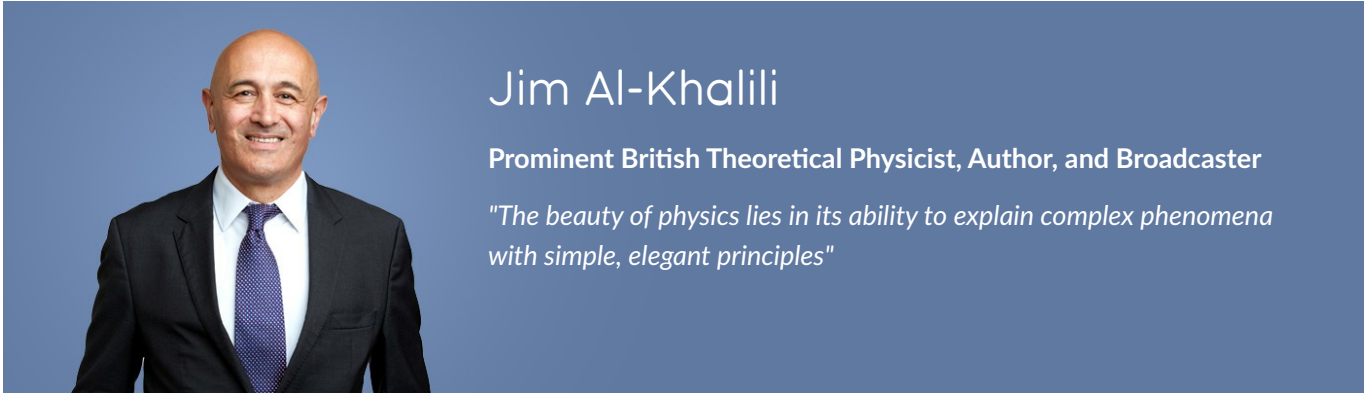 Jim Al-Khalili
Prominent British Theoretical Physicist, Author, and Broadcaster
"The beauty of physics lies in its ability to explain complex phenomena
with simple, elegant principles"